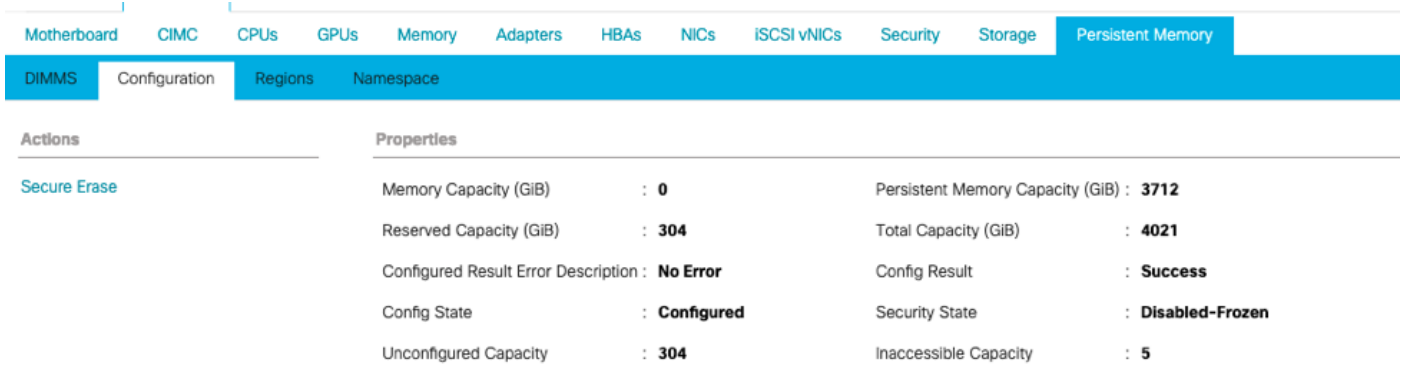 Motherboard CIMC CPUs GPUs Memory Adapters HBAs NICs iSCSI vNICs Security Storage Persistent Memory
DIMMS Configuration Regions Namespace
Actions Properties
Secure Erase Memory Capacity (GiB) : 0 Persistent Memory Capacity (GiB) : 3712
Reserved Capacity (GiB) : 304 Total Capacity (GiB) : 4021
Configured Result Error Description : No Error Config Result : Success
Config State : Configured Security State : Disabled-Frozen
Unconfigured Capacity : 304 Inaccessible Capacity : 5